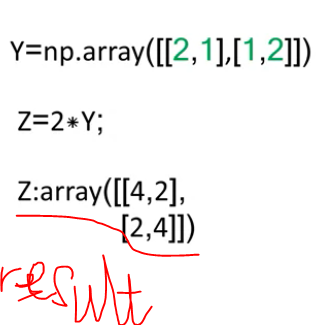 Y=np.array([[2,1],[1,2]])
Z=2*Y;
Z:array([[4,2],
[2,4]])
result